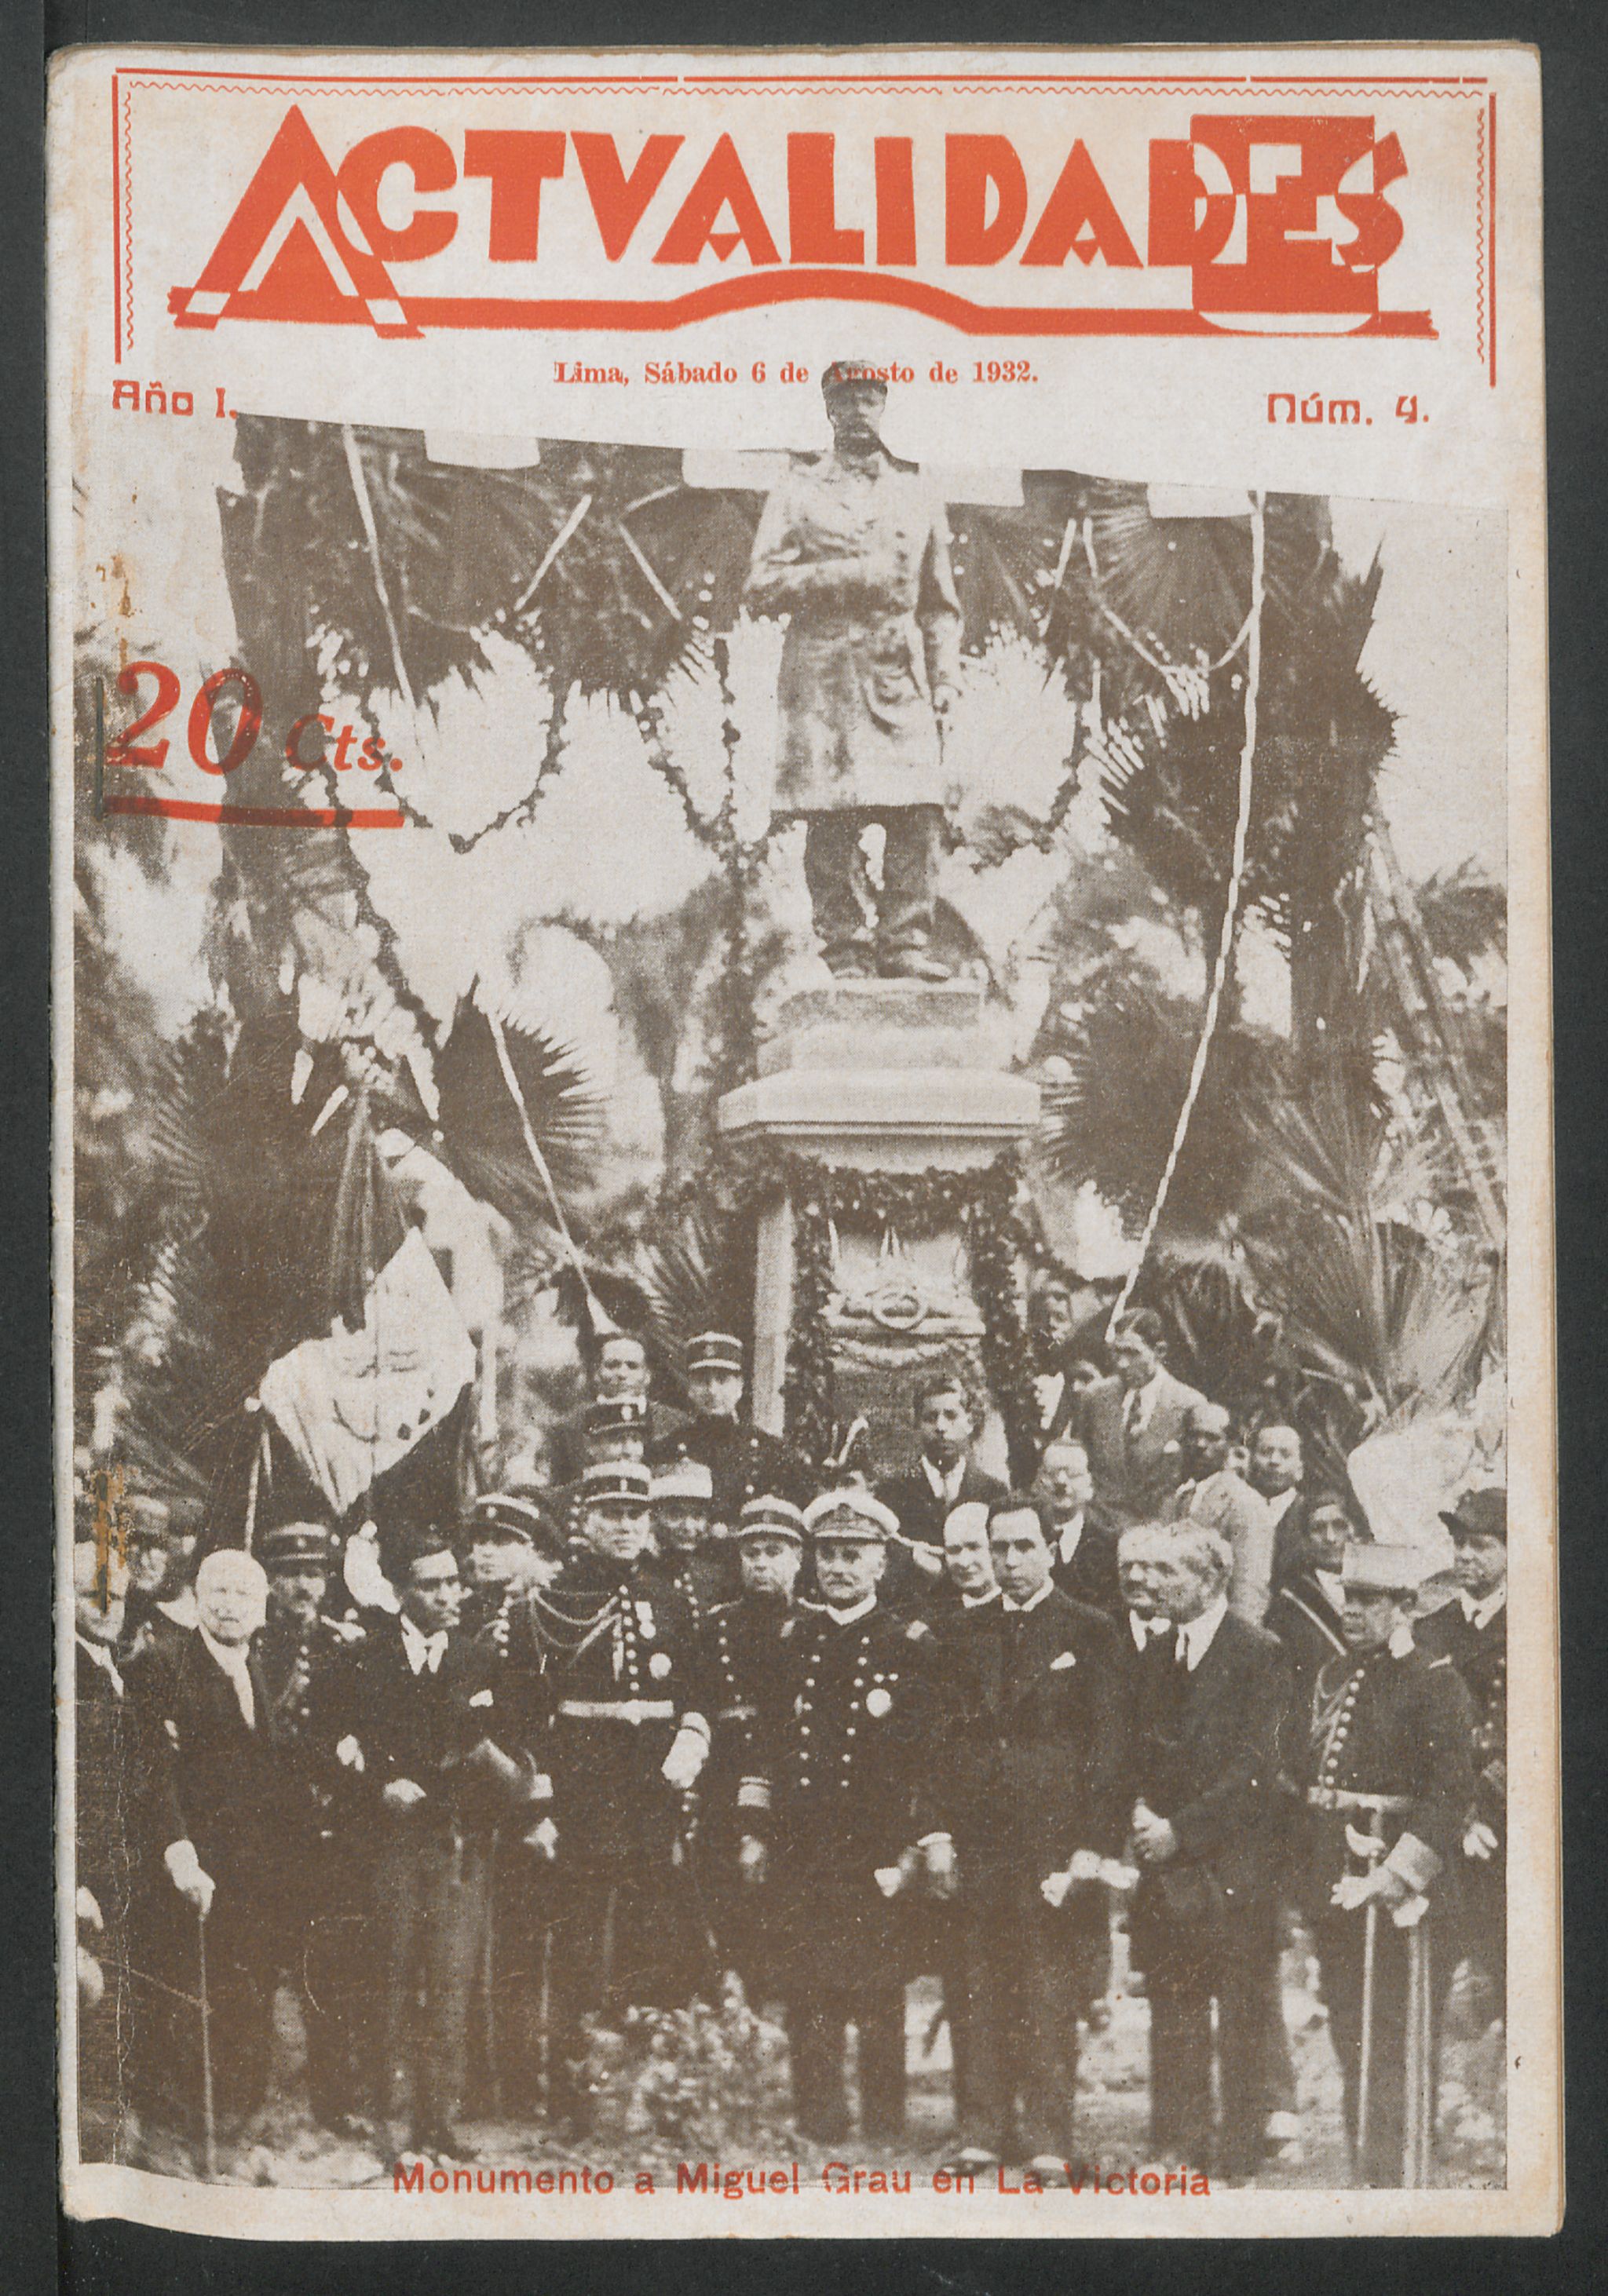 ACTVALIDADES
Lima, Sábado 6 de Agosto de 1932.
Año I.
Núm. 4.
20 Cts.
Monumento a Miguel Grau en La Victoria